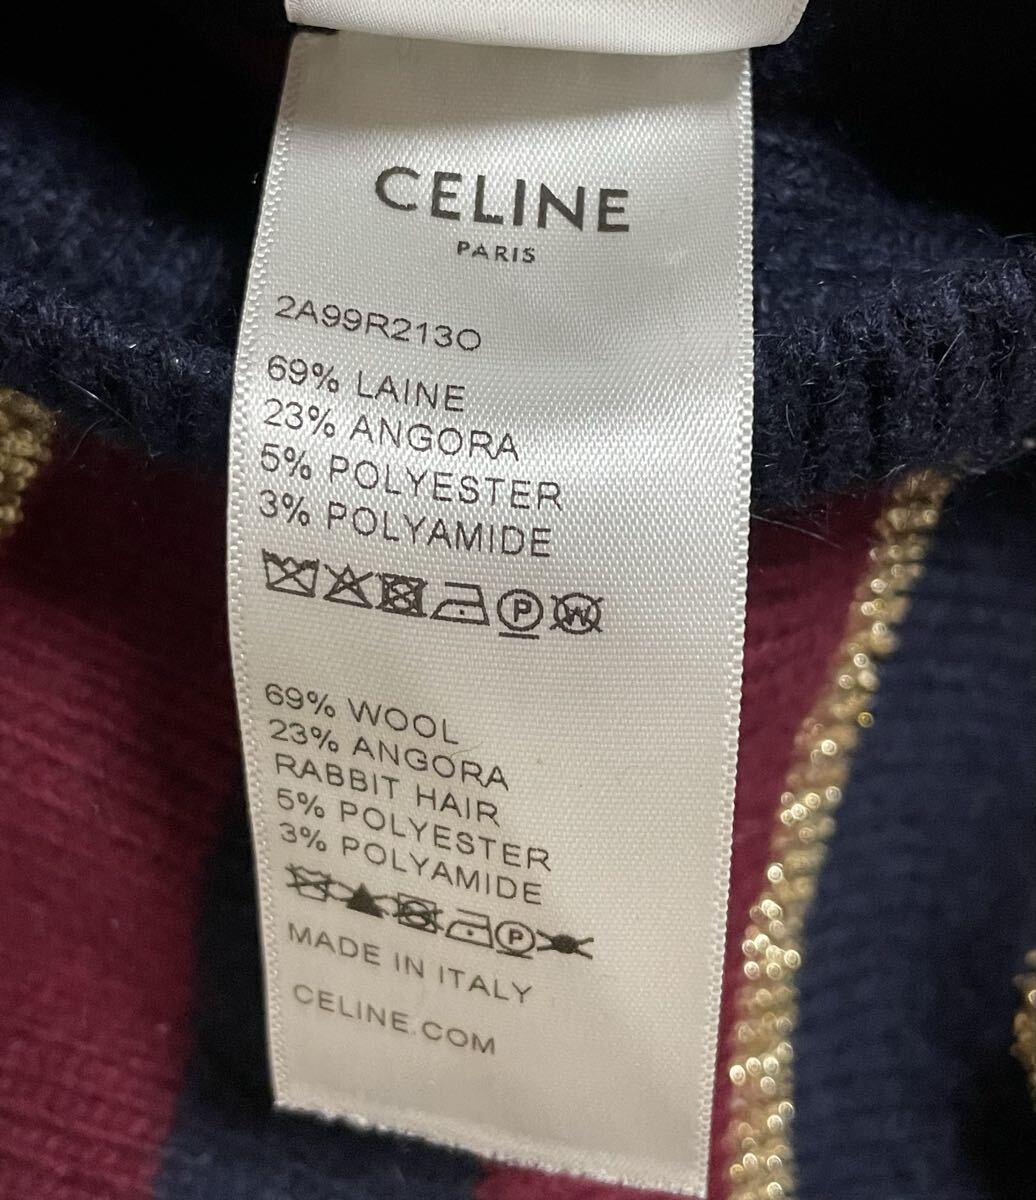 CELINE
PARIS
2A99R213O
69% LAINE
23% ANGORA
5% POLYESTER
3% POLYAMIDE
P W
69% WOOL
23% ANGORA
RABBIT HAIR
5% POLYESTER
3% POLYAMIDE
P
MADE IN ITALY
CELINE.COM